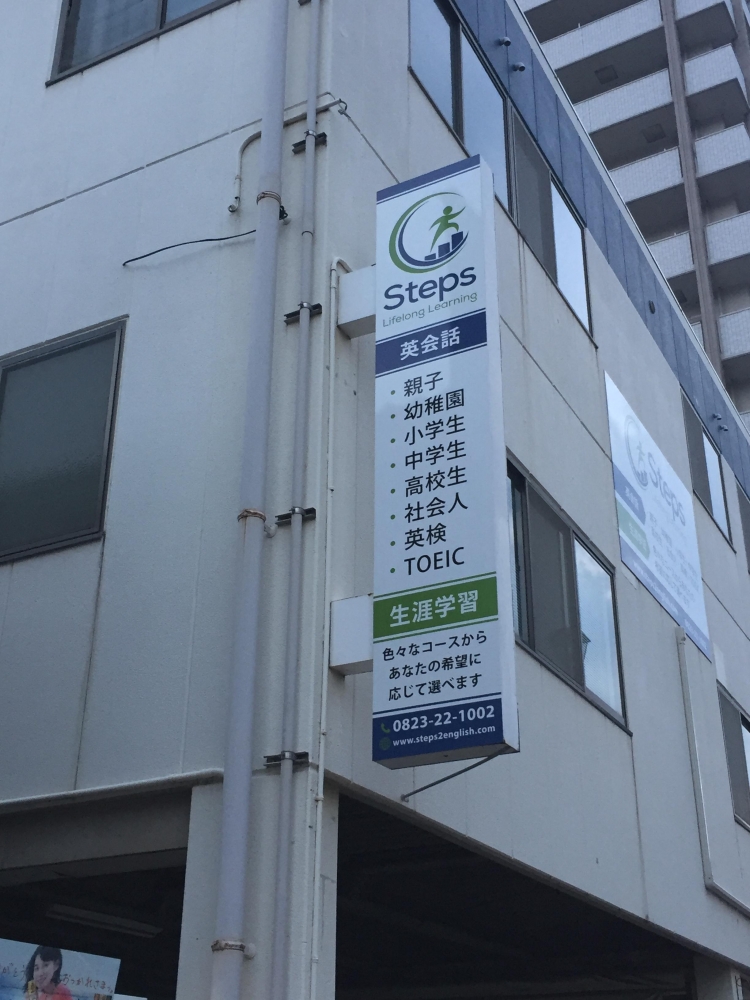 Steps
Lifelong Learning
英会話
・親子
・幼稚園
・小学生
・中学生
・高校生
・社会人
・英検
・TOEIC
生涯学習
色々なコースから
あなたの希望に
応じて選べます
0823-22-1002
www.steps2english.com
Steps